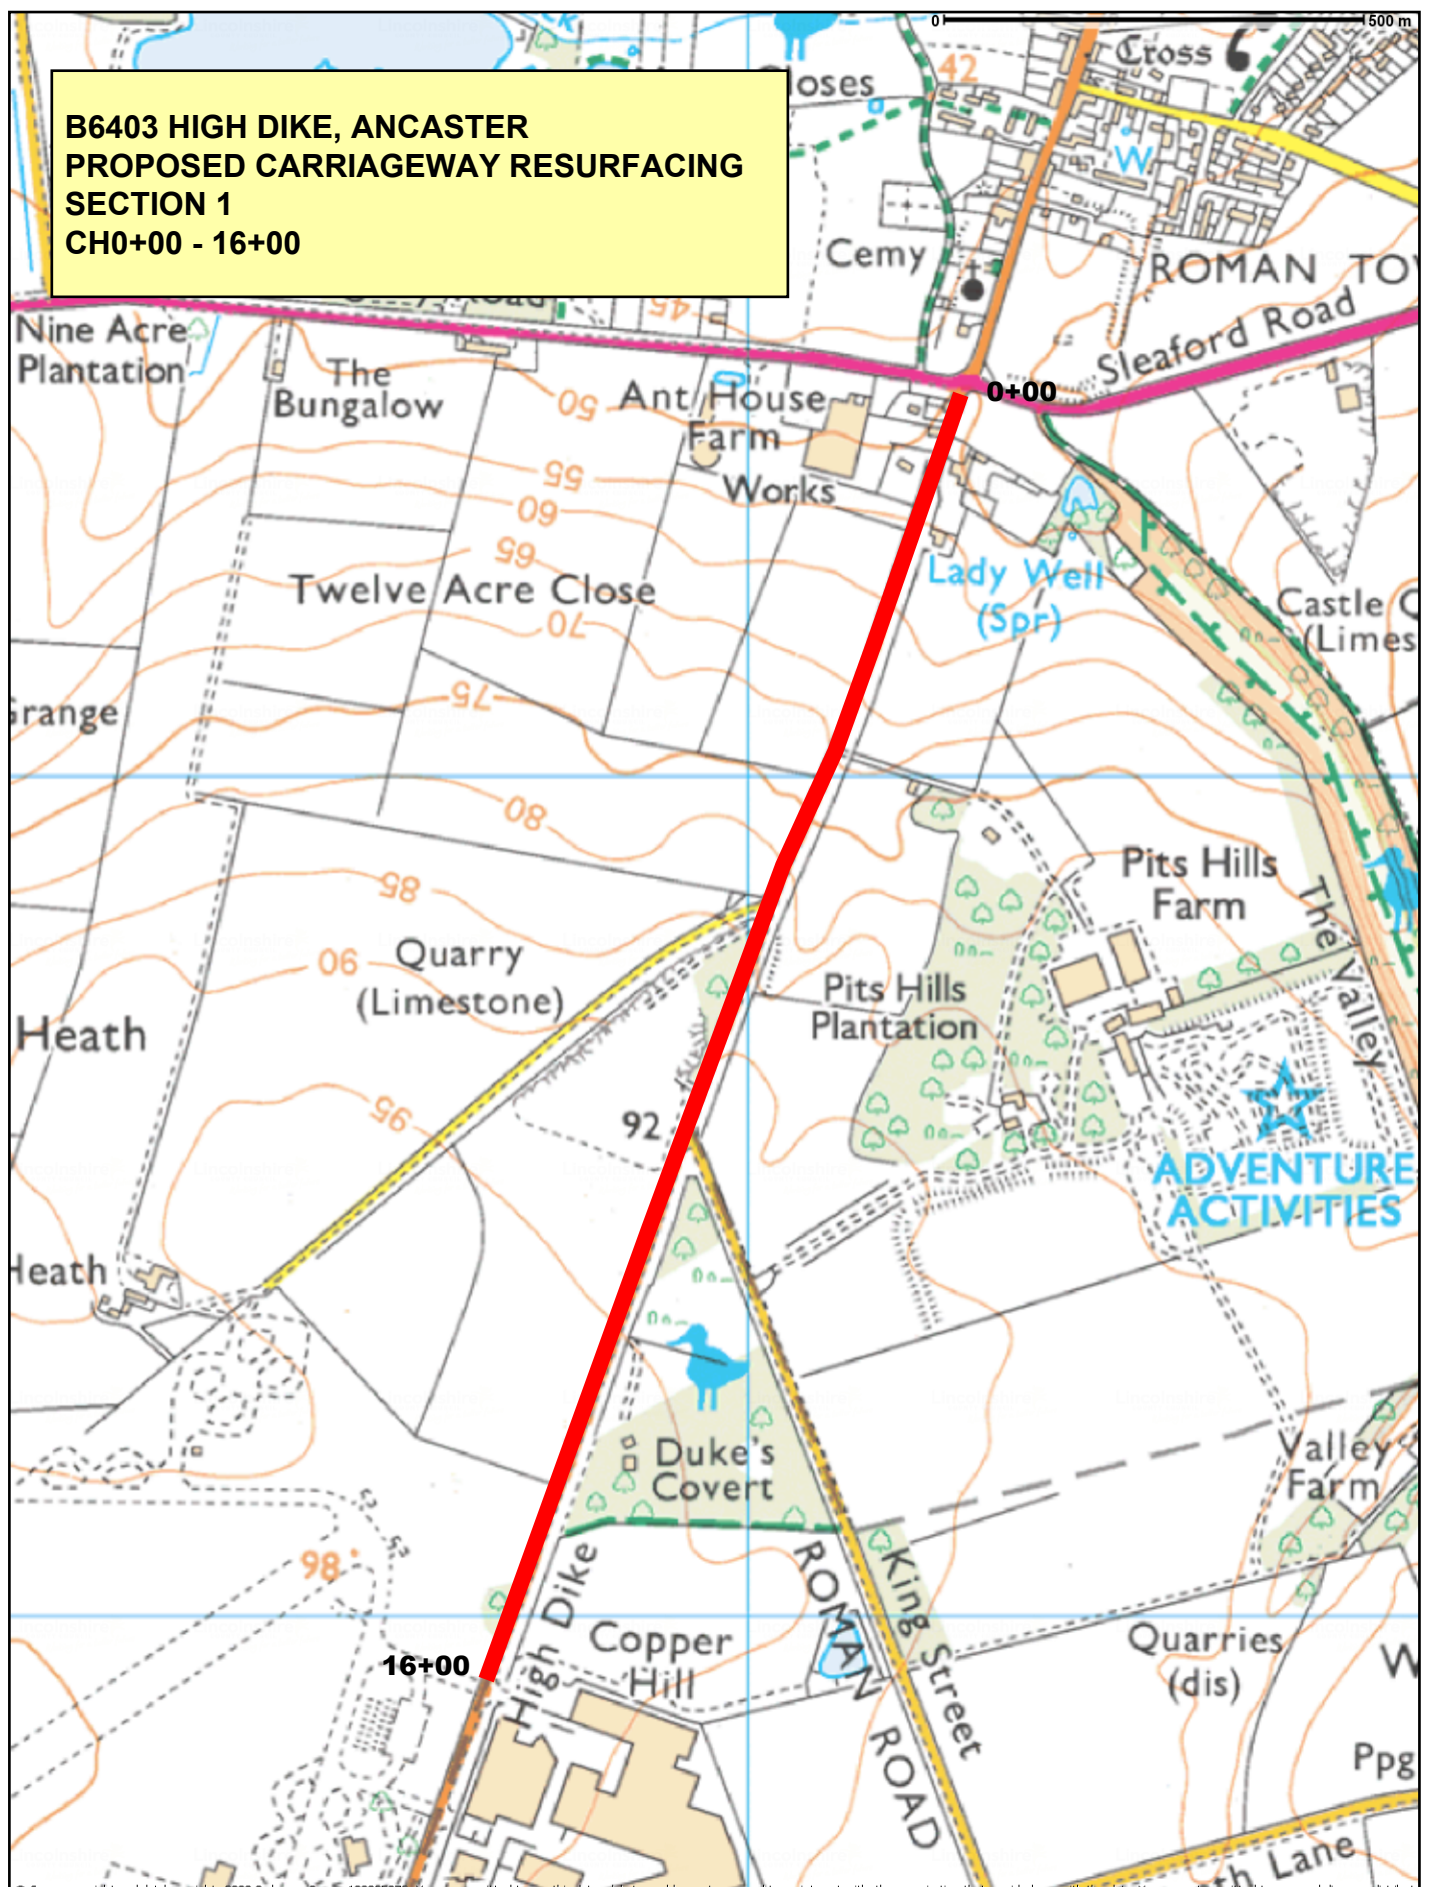 0 500 m
Cross
42
W
B6403 HIGH DIKE, ANCASTER
PROPOSED CARRIAGEWAY RESURFACING
SECTION 1
CH0+00 - 16+00
Cemy
ROMAN
45
Sleaford Road
Nine Acre
Plantation
The
Bungalow
Ant House
Farm
Works
0+00
50
55
60
65
70
75
Twelve Acre Close
Lady Well
(Spr)
Castle
80
85
90
95
Quarry
(Limestone)
Pits Hills
Farm
The Valley
Pits Hills
Plantation
Heath
92
ADVENTURE
ACTIVITIES
Heath
Duke's
Covert
Valley
Farm
98
High Dike
ROMAN
ROAD
King Street
Copper
Hill
Quarries
(dis)
W
16+00
Ppg
Lane